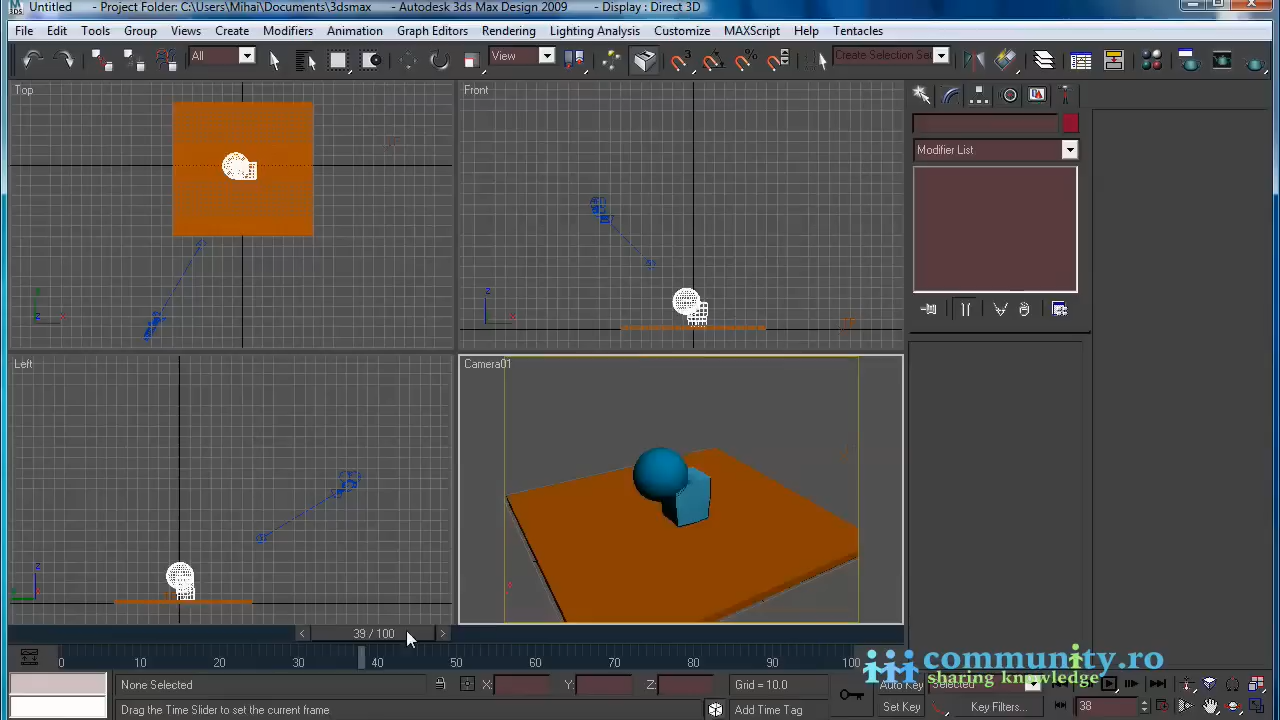 Untitled - Project Folder: C:\Users\Mihai\Documents\3dsmax - Autodesk 3ds Max Design 2009 - Display : Direct 3D
File Edit Tools Group Views Create Modifiers Animation Graph Editors Rendering Lighting Analysis Customize MAXScript Help Tentacles
All View Create Selection Se
Top Front
Modifier List
Left Camera01
39 / 100
0 10 20 30 40 50 60 70 80 90 100
community.ro
sharing knowledge
None Selected X: Y: Z: Grid = 10.0 Auto Key Selected
Drag the Time Slider to set the current frame Add Time Tag Set Key Key Filters... 38